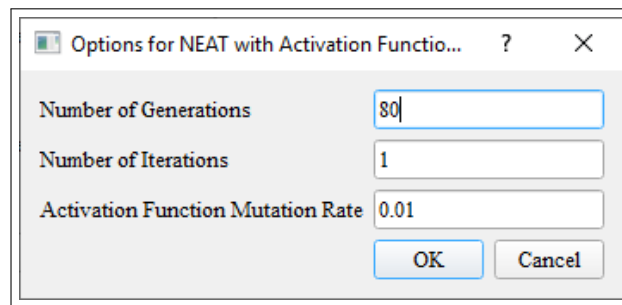 Options for NEAT with Activation Functio... ?
Number of Generations 80
Number of Iterations 1
Activation Function Mutation Rate 0.01
OK Cancel